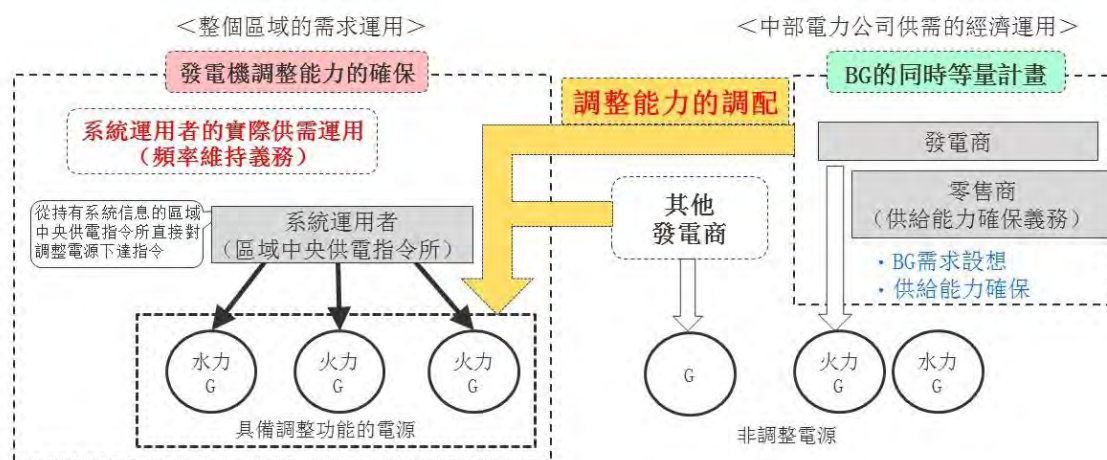 ＜整個區域的需求運用＞
＜中部電力公司供需的經濟運用＞
發電機調整能力的確保
BG的同時等量計畫
調整能力的調配
系統運用者的實際供需運用
（頻率維持義務）
發電商
從持有系統信息的區域
中央供電指令所直接對
調整電源下達指令
系統運用者
（區域中央供電指令所）
其他
發電商
零售商
（供給能力確保義務）
・BG需求設想
・供給能力確保
水力
G
火力
G
火力
G
G
火力
G
水力
G
具備調整功能的電源
非調整電源